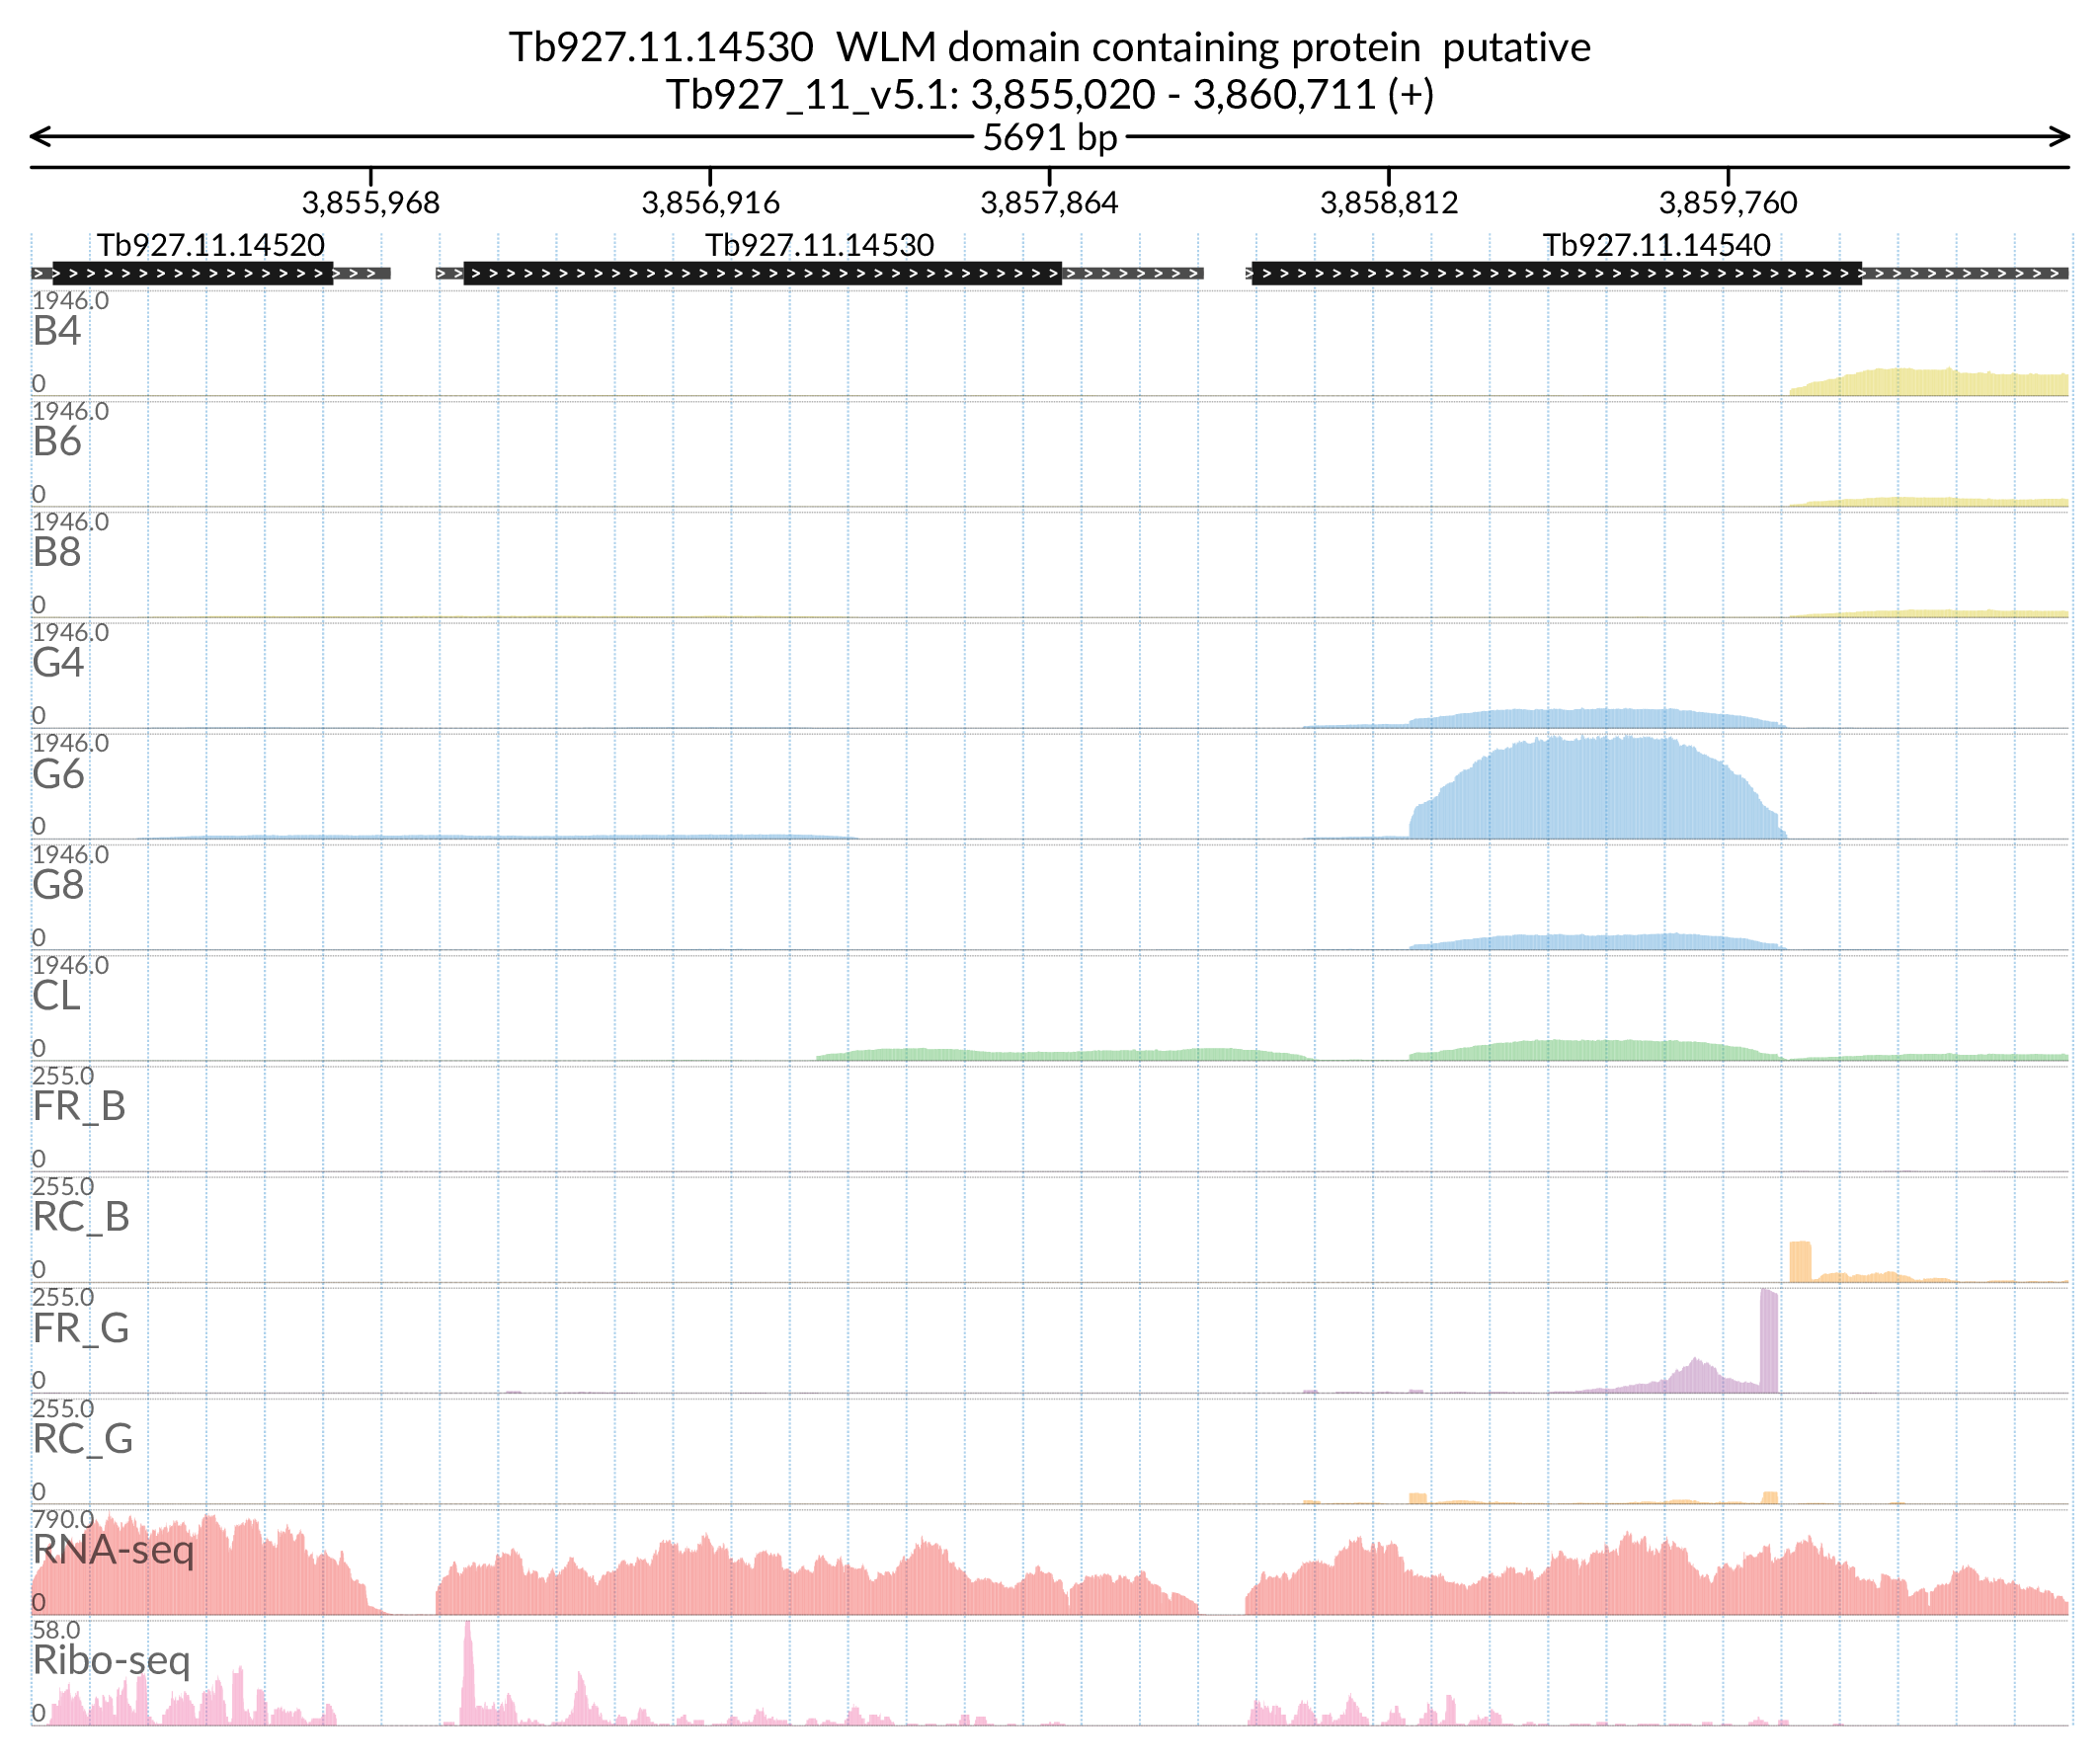 Tb927.11.14530  WLM domain containing protein  putative
Tb927_11_v5.1: 3,855,020 - 3,860,711 (+)
5691 bp
3,855,968 3,856,916 3,857,864 3,858,812 3,859,760
Tb927.11.14520 Tb927.11.14530 Tb927.11.14540
1946.0
B4
0
1946.0
B6
0
1946.0
B8
0
1946.0
G4
0
1946.0
G6
0
1946.0
G8
0
1946.0
CL
0
255.0
FR_B
0
255.0
RC_B
0
255.0
FR_G
0
255.0
RC_G
0
790.0
RNA-seq
0
58.0
Ribo-seq
0